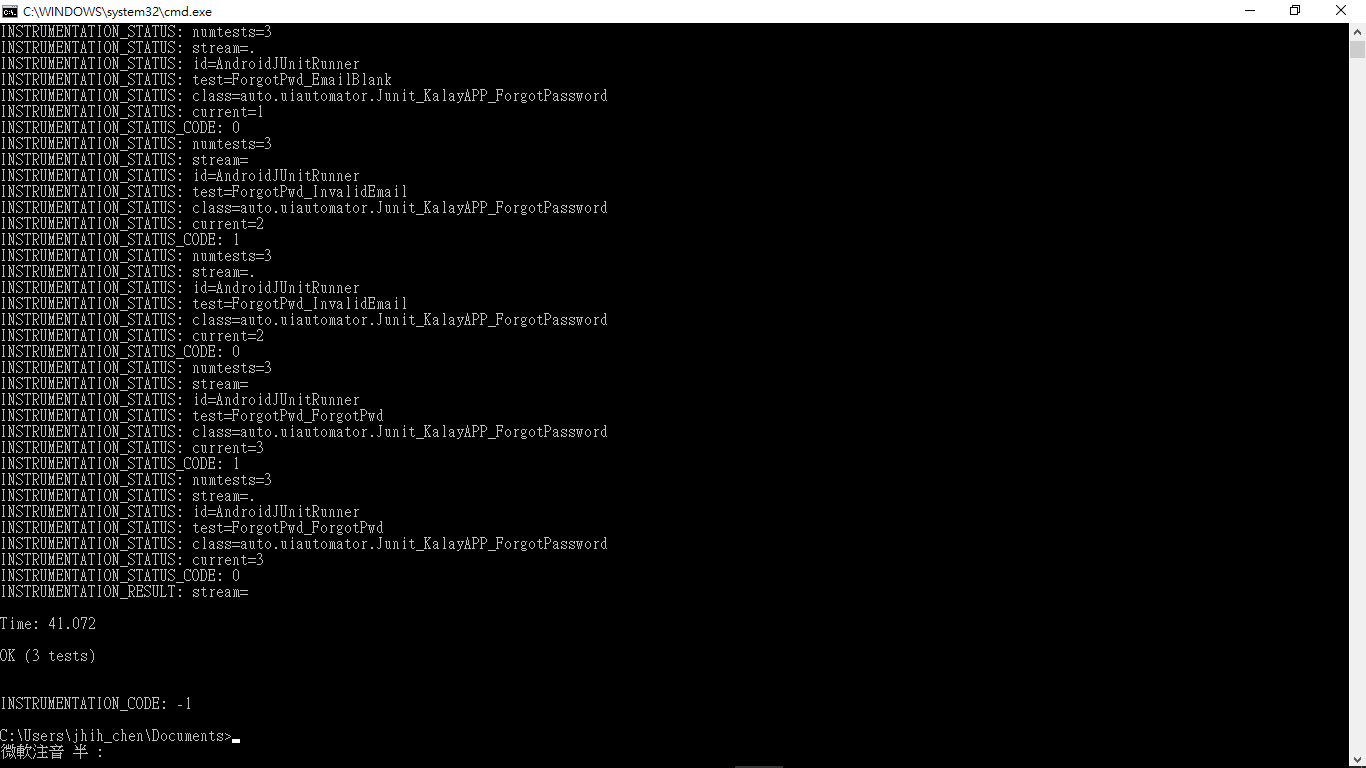 C:\WINDOWS\system32\cmd.exe
INSTRUMENTATION_STATUS: numtests=3
INSTRUMENTATION_STATUS: stream=.
INSTRUMENTATION_STATUS: id=AndroidJUnitRunner
INSTRUMENTATION_STATUS: test=ForgotPwd_EmailBlank
INSTRUMENTATION_STATUS: class=auto.uiautomator.Junit_KalayAPP_ForgotPassword
INSTRUMENTATION_STATUS: current=1
INSTRUMENTATION_STATUS_CODE: 0
INSTRUMENTATION_STATUS: numtests=3
INSTRUMENTATION_STATUS: stream=
INSTRUMENTATION_STATUS: id=AndroidJUnitRunner
INSTRUMENTATION_STATUS: test=ForgotPwd_InvalidEmail
INSTRUMENTATION_STATUS: class=auto.uiautomator.Junit_KalayAPP_ForgotPassword
INSTRUMENTATION_STATUS: current=2
INSTRUMENTATION_STATUS_CODE: 1
INSTRUMENTATION_STATUS: numtests=3
INSTRUMENTATION_STATUS: stream=.
INSTRUMENTATION_STATUS: id=AndroidJUnitRunner
INSTRUMENTATION_STATUS: test=ForgotPwd_InvalidEmail
INSTRUMENTATION_STATUS: class=auto.uiautomator.Junit_KalayAPP_ForgotPassword
INSTRUMENTATION_STATUS: current=2
INSTRUMENTATION_STATUS_CODE: 0
INSTRUMENTATION_STATUS: numtests=3
INSTRUMENTATION_STATUS: stream=
INSTRUMENTATION_STATUS: id=AndroidJUnitRunner
INSTRUMENTATION_STATUS: test=ForgotPwd_ForgotPwd
INSTRUMENTATION_STATUS: class=auto.uiautomator.Junit_KalayAPP_ForgotPassword
INSTRUMENTATION_STATUS: current=3
INSTRUMENTATION_STATUS_CODE: 1
INSTRUMENTATION_STATUS: numtests=3
INSTRUMENTATION_STATUS: stream=.
INSTRUMENTATION_STATUS: id=AndroidJUnitRunner
INSTRUMENTATION_STATUS: test=ForgotPwd_ForgotPwd
INSTRUMENTATION_STATUS: class=auto.uiautomator.Junit_KalayAPP_ForgotPassword
INSTRUMENTATION_STATUS: current=3
INSTRUMENTATION_STATUS_CODE: 0
INSTRUMENTATION_RESULT: stream=
Time: 41.072
OK (3 tests)
INSTRUMENTATION_CODE: -1
C:\Users\jhih_chen\Documents>
微軟注音 半 :